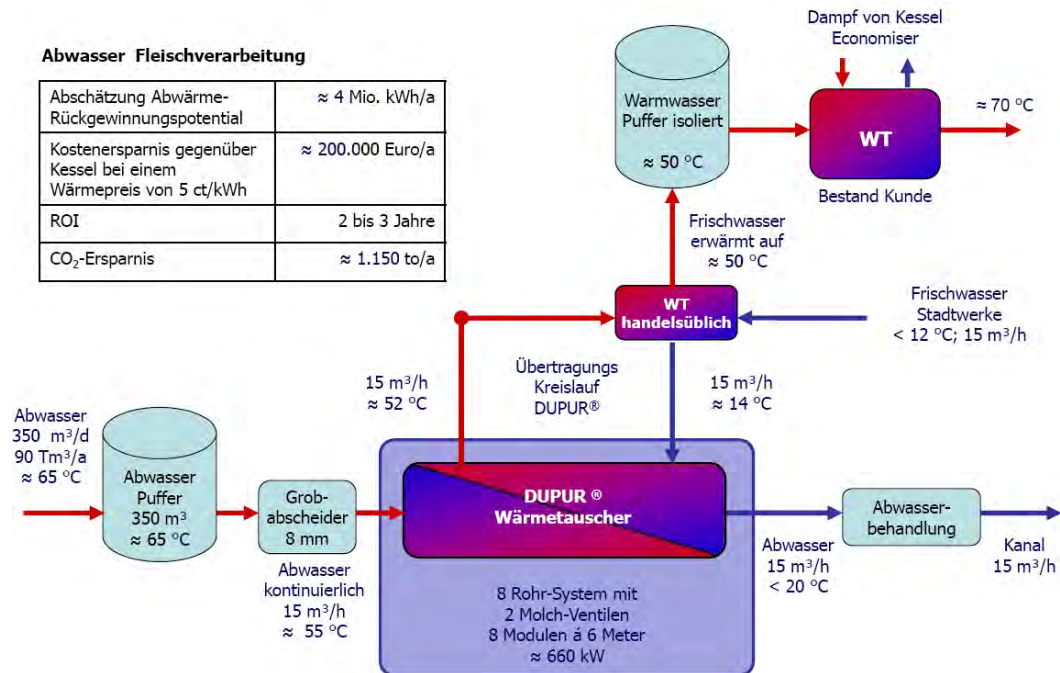 Abwasser Fleischverarbeitung
Abschätzung Abwärme-
Rückgewinnungspotential
≈ 4 Mio. kWh/a
Kostenersparnis gegenüber
Kessel bei einem
Wärmepreis von 5 ct/kWh
≈ 200.000 Euro/a
ROI
2 bis 3 Jahre
CO₂-Ersparnis
≈ 1.150 to/a
Dampf von Kessel
Economiser
Warmwasser
Puffer isoliert
≈ 50 °C
WT
≈ 70 °C
Bestand Kunde
Frischwasser
erwärmt auf
≈ 50 °C
WT
handelsüblich
Frischwasser
Stadtwerke
< 12 °C; 15 m³/h
15 m³/h
≈ 52 °C
Übertragungs
Kreislauf
DUPUR®
15 m³/h
≈ 14 °C
Abwasser
350 m³/d
90 Tm³/a
≈ 65 °C
Abwasser
Puffer
350 m³
≈ 65 °C
Grob-
abscheider
8 mm
Abwasser
kontinuierlich
15 m³/h
≈ 55 °C
DUPUR ®
Wärmetauscher
8 Rohr-System mit
2 Molch-Ventilen
8 Modulen á 6 Meter
≈ 660 kW
Abwasser
15 m³/h
< 20 °C
Abwasser-
behandlung
Kanal
15 m³/h